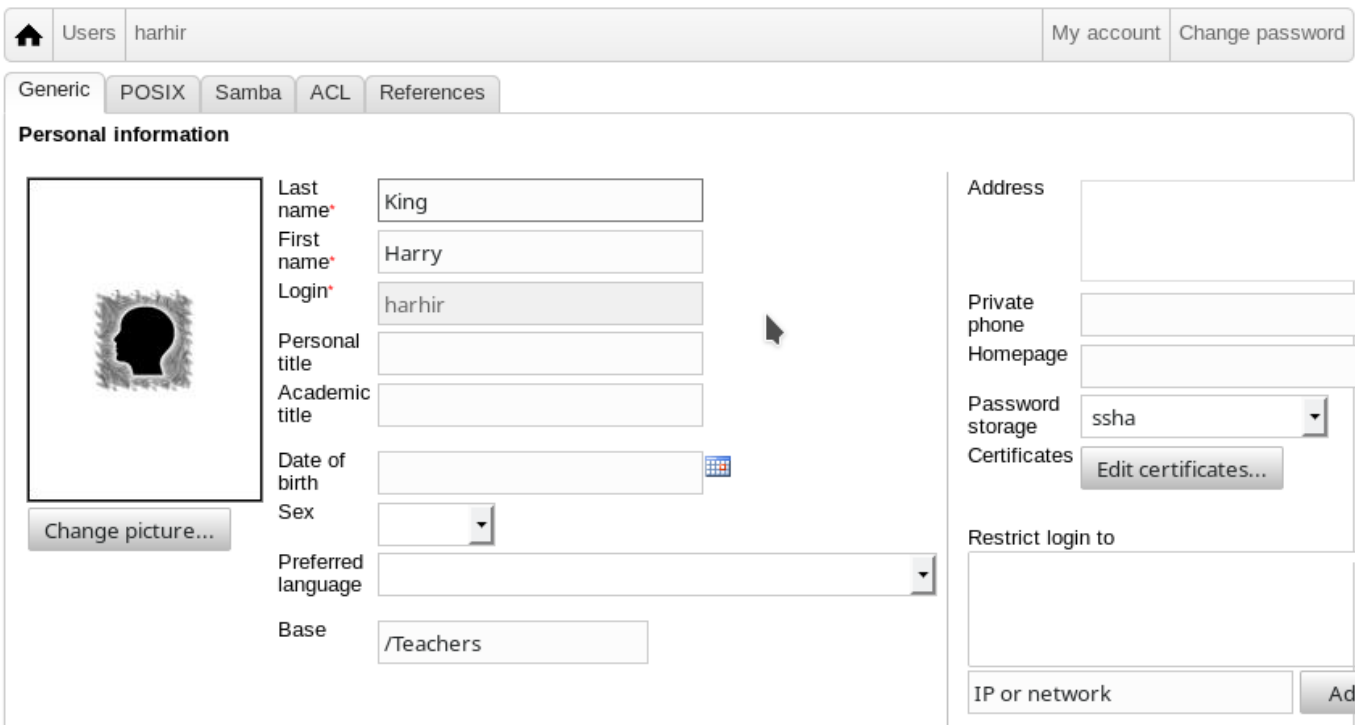 Users harhir My account Change password
Generic POSIX Samba ACL References
Personal information
Last
name*
King
First
name*
Harry
Login*
harhir
Personal
title
Academic
title
Date of
birth
Sex
Preferred
language
Base
/Teachers
Change picture...
Address
Private
phone
Homepage
Password
storage
ssha
Certificates
Edit certificates...
Restrict login to
IP or network
Ad